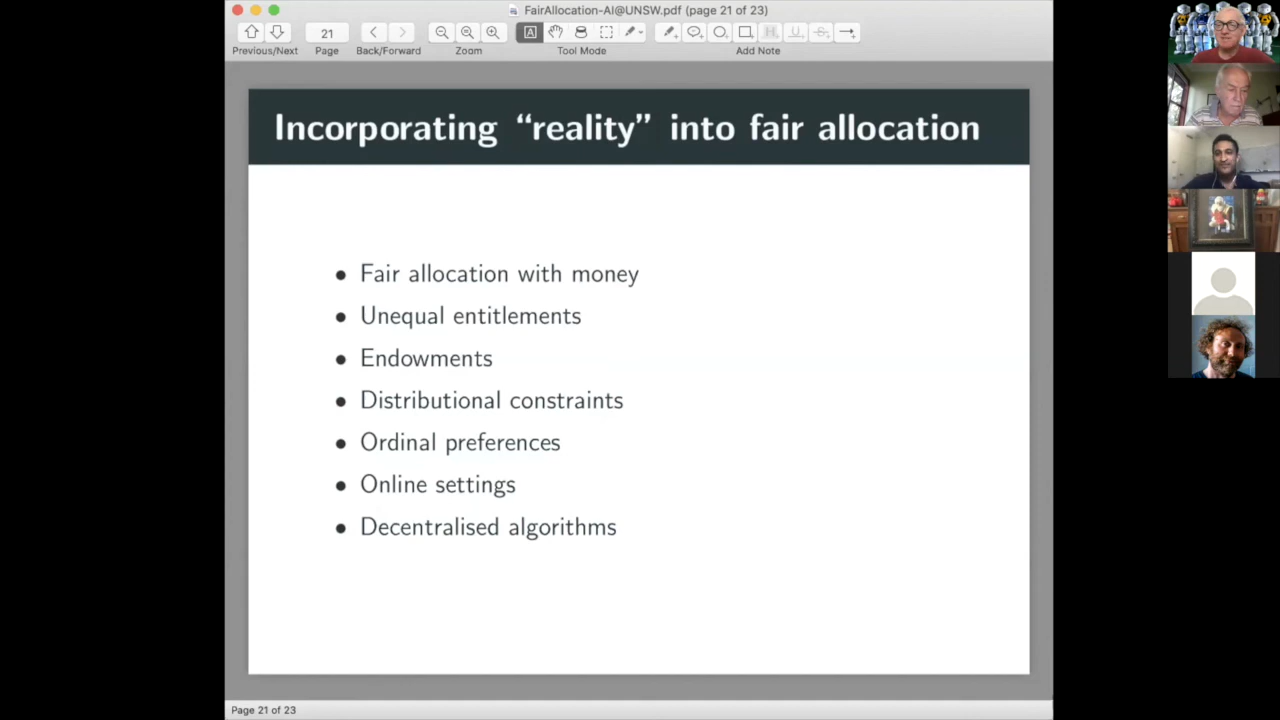 FairAllocation-AI@UNSW.pdf (page 21 of 23)
21
Previous/Next Page Back/Forward Zoom Tool Mode Add Note
Incorporating “reality” into fair allocation
• Fair allocation with money
• Unequal entitlements
• Endowments
• Distributional constraints
• Ordinal preferences
• Online settings
• Decentralised algorithms
Page 21 of 23